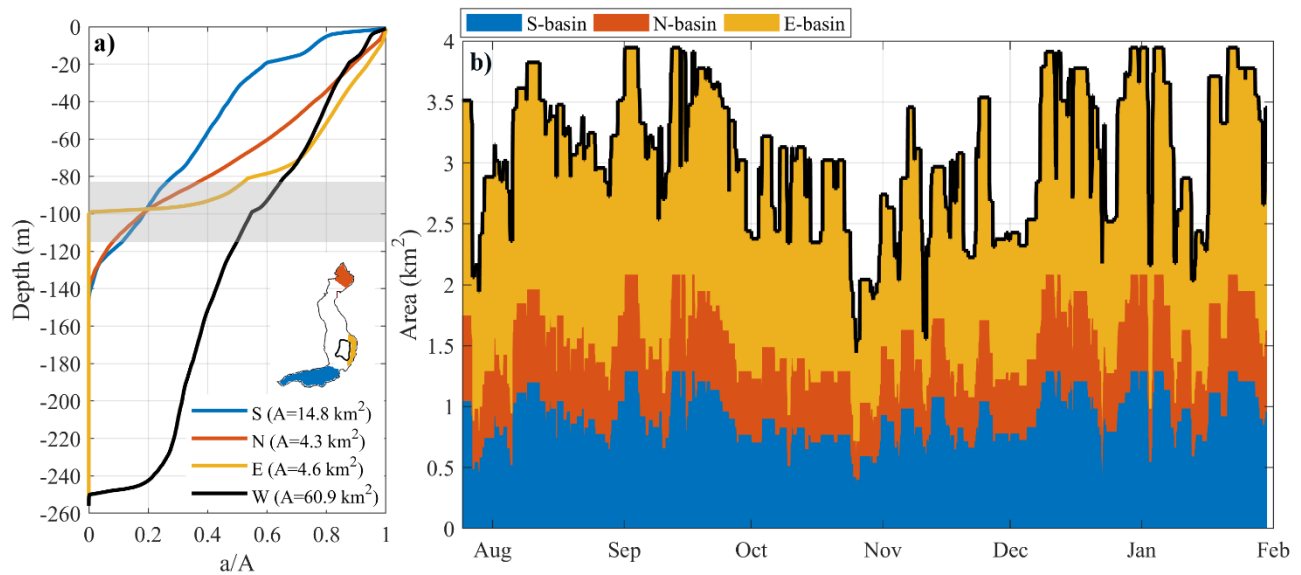 S-basin N-basin E-basin
a)
0
-20
-40
-60
-80
-100
-120
-140
-160
-180
-200
-220
-240
-260
Depth (m)
S (A=14.8 km²)
N (A=4.3 km²)
E (A=4.6 km²)
W (A=60.9 km²)
0 0.2 0.4 0.6 0.8 1
a/A
b)
4
3.5
3
2.5
2
1.5
1
0.5
0
Area (km²)
Aug Sep Oct Nov Dec Jan Feb